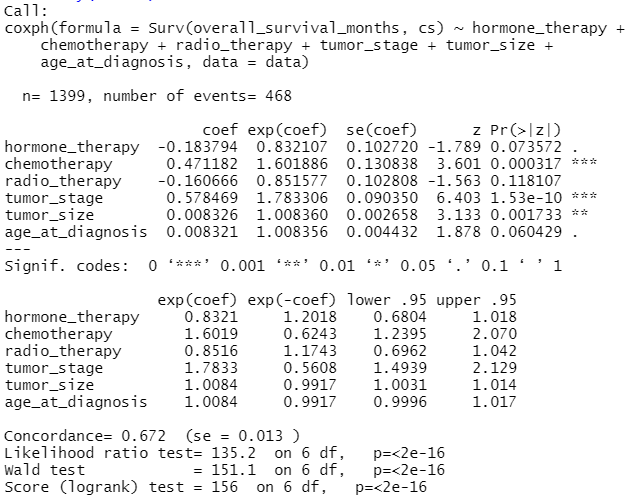 Call:
coxph(formula = Surv(overall_survival_months, cs) ~ hormone_therapy +
    chemotherapy + radio_therapy + tumor_stage + tumor_size +
    age_at_diagnosis, data = data)
  n= 1399, number of events= 468
                      coef exp(coef)  se(coef)      z Pr(>|z|)
hormone_therapy  -0.183794  0.832107  0.102720 -1.789 0.073572 .
chemotherapy      0.471182  1.601886  0.130838  3.601 0.000317 ***
radio_therapy    -0.160666  0.851577  0.102808 -1.563 0.118107
tumor_stage       0.578469  1.783306  0.090350  6.403 1.53e-10 ***
tumor_size        0.008326  1.008360  0.002658  3.133 0.001733 **
age_at_diagnosis  0.008321  1.008356  0.004432  1.878 0.060429 .
---
Signif. codes:  0 ‘***’ 0.001 ‘**’ 0.01 ‘*’ 0.05 ‘.’ 0.1 ‘ ’ 1
                 exp(coef) exp(-coef) lower .95 upper .95
hormone_therapy     0.8321     1.2018    0.6804     1.018
chemotherapy        1.6019     0.6243    1.2395     2.070
radio_therapy       0.8516     1.1743    0.6962     1.042
tumor_stage         1.7833     0.5608    1.4939     2.129
tumor_size          1.0084     0.9917    1.0031     1.014
age_at_diagnosis    1.0084     0.9917    0.9996     1.017
Concordance= 0.672  (se = 0.013 )
Likelihood ratio test= 135.2  on 6 df,   p=<2e-16
Wald test            = 151.1  on 6 df,   p=<2e-16
Score (logrank) test = 156  on 6 df,   p=<2e-16